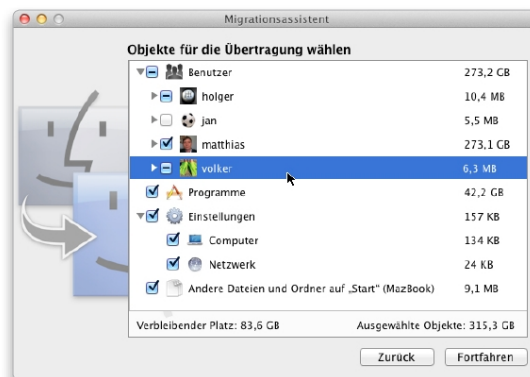 Migrationsassistent
Objekte für die Übertragung wählen
Benutzer 273,2 GB
holger 10,4 MB
jan 5,5 MB
matthias 273,1 GB
volker 6,3 MB
Programme 42,2 GB
Einstellungen 157 KB
Computer 134 KB
Netzwerk 24 KB
Andere Dateien und Ordner auf „Start“ (MazBook) 9,1 MB
Verbleibender Platz: 83,6 GB Ausgewählte Objekte: 315,3 GB
Zurück Fortfahren